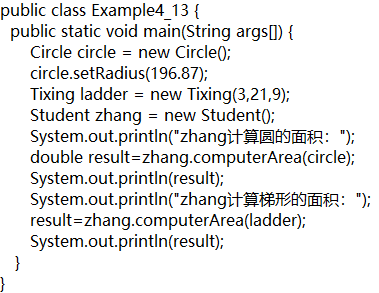 public class Example4_13 {
public static void main(String args[]) {
Circle circle = new Circle();
circle.setRadius(196.87);
Tixing ladder = new Tixing(3,21,9);
Student zhang = new Student();
System.out.println("zhang计算圆的面积：");
double result=zhang.computerArea(circle);
System.out.println(result);
System.out.println("zhang计算梯形的面积：");
result=zhang.computerArea(ladder);
System.out.println(result);
}
}